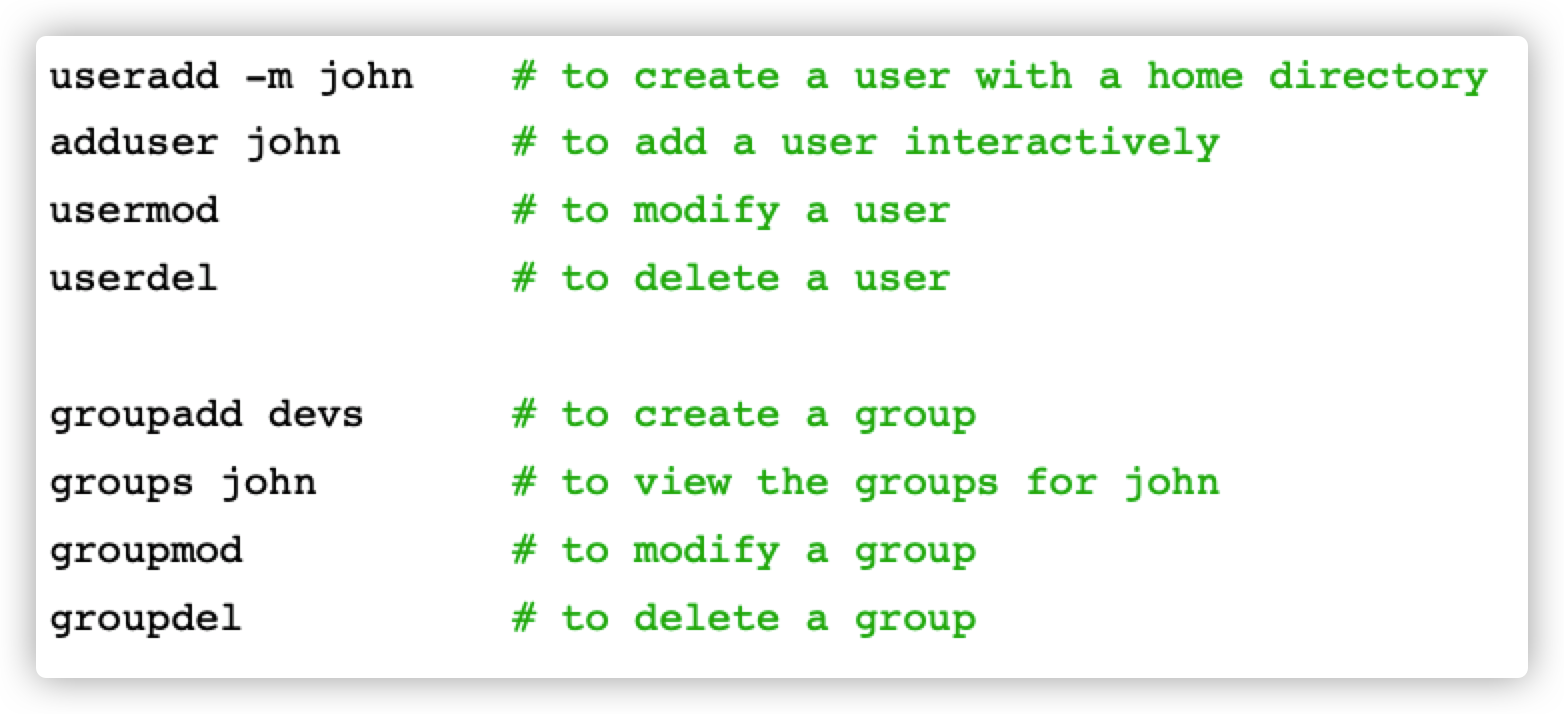 useradd -m john # to create a user with a home directory
adduser john # to add a user interactively
usermod # to modify a user
userdel # to delete a user
groupadd devs # to create a group
groups john # to view the groups for john
groupmod # to modify a group
groupdel # to delete a group